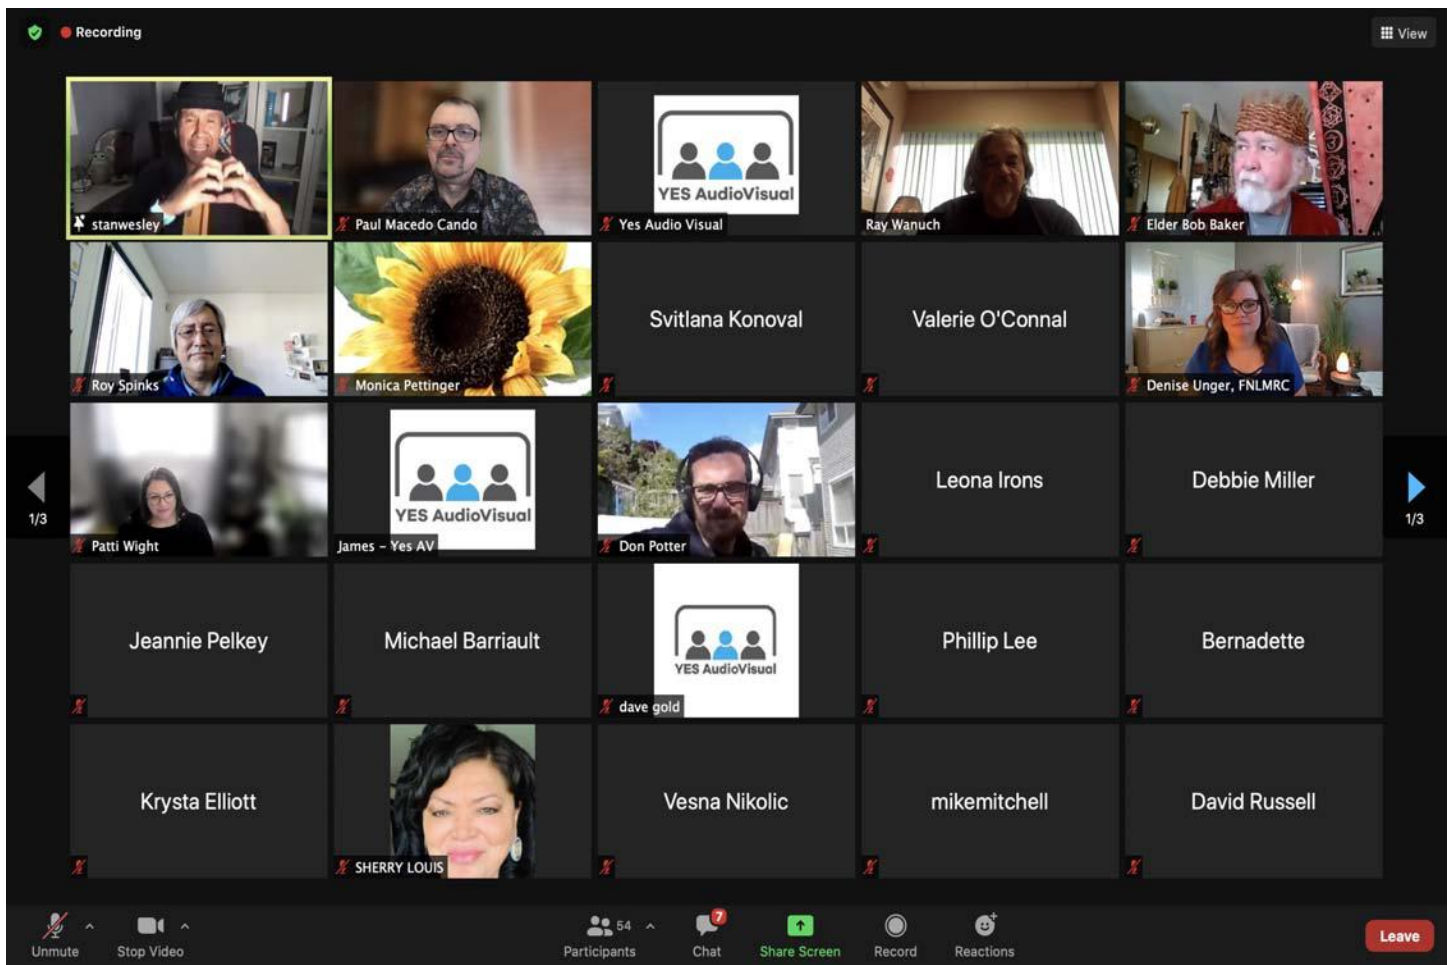 Recording
View
stanwesley
Paul Macedo Cando
YES AudioVisual
Yes Audio Visual
Ray Wanuch
Elder Bob Baker
Roy Spinks
Monica Pettinger
Svitlana Konoval
Valerie O'Connal
Denise Unger, FNLMRC
Patti Wight
YES AudioVisual
James – Yes AV
Don Potter
Leona Irons
Debbie Miller
1/3
1/3
Jeannie Pelkey
Michael Barriault
YES AudioVisual
dave gold
Phillip Lee
Bernadette
Krysta Elliott
SHERRY LOUIS
Vesna Nikolic
mikemitchell
David Russell
Unmute
Stop Video
54
Participants
7
Chat
Share Screen
Record
Reactions
Leave